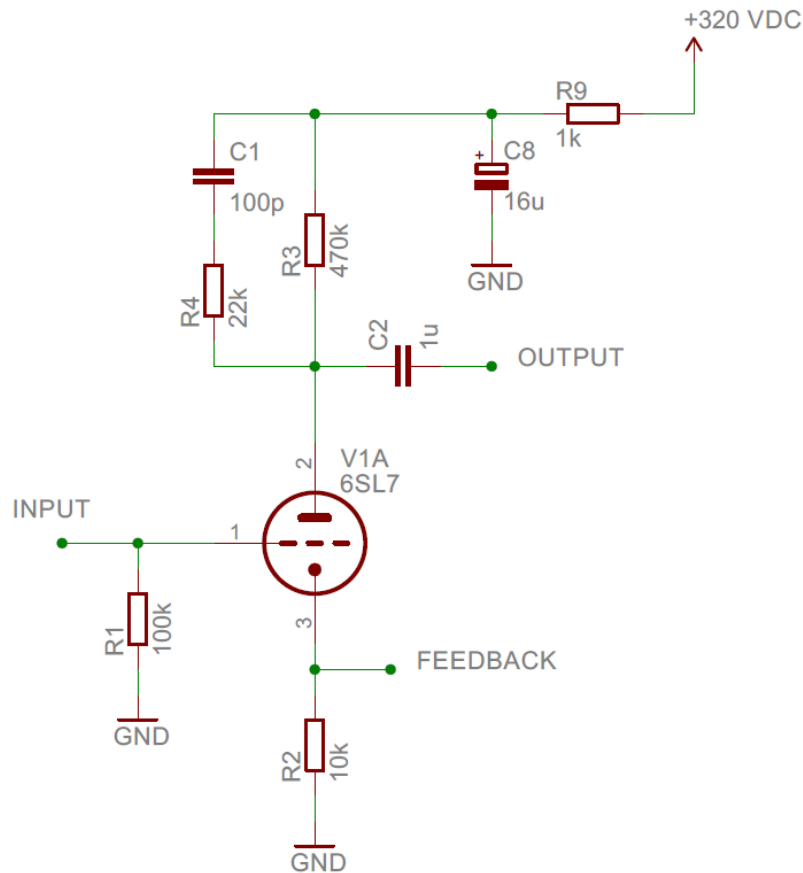 +320 VDC
R9
1k
C1
100p
+
C8
16u
R3
470k
GND
R4
22k
C2
1u
OUTPUT
2
V1A
6SL7
INPUT
1
R1
100k
3
FEEDBACK
GND
R2
10k
GND